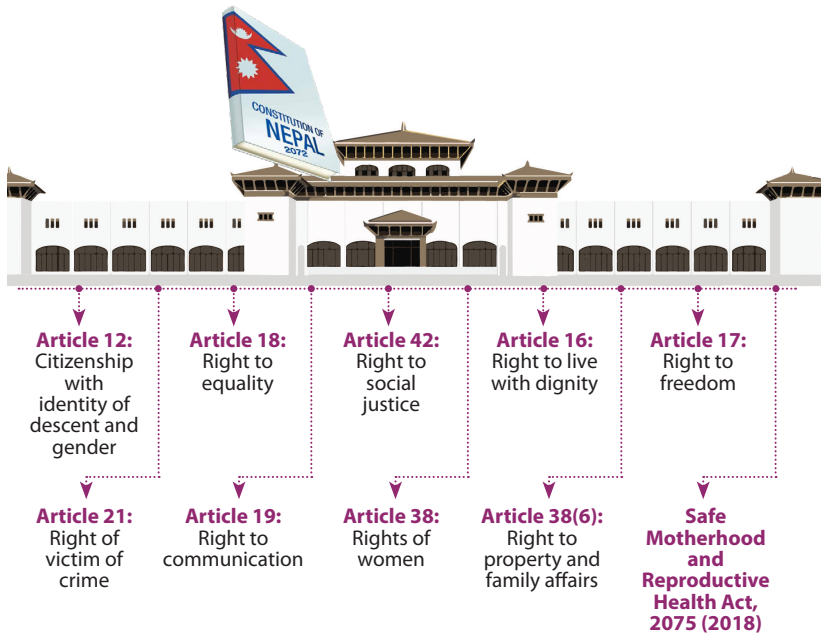 CONSTITUTION OF
NEPAL
2072
Article 12:
Citizenship
with
identity of
descent and
gender
Article 18:
Right to
equality
Article 42:
Right to
social
justice
Article 16:
Right to live
with dignity
Article 17:
Right to
freedom
Article 21:
Right of
victim of
crime
Article 19:
Right to
communication
Article 38:
Rights of
women
Article 38(6):
Right to
property and
family affairs
Safe
Motherhood
and
Reproductive
Health Act,
2075 (2018)